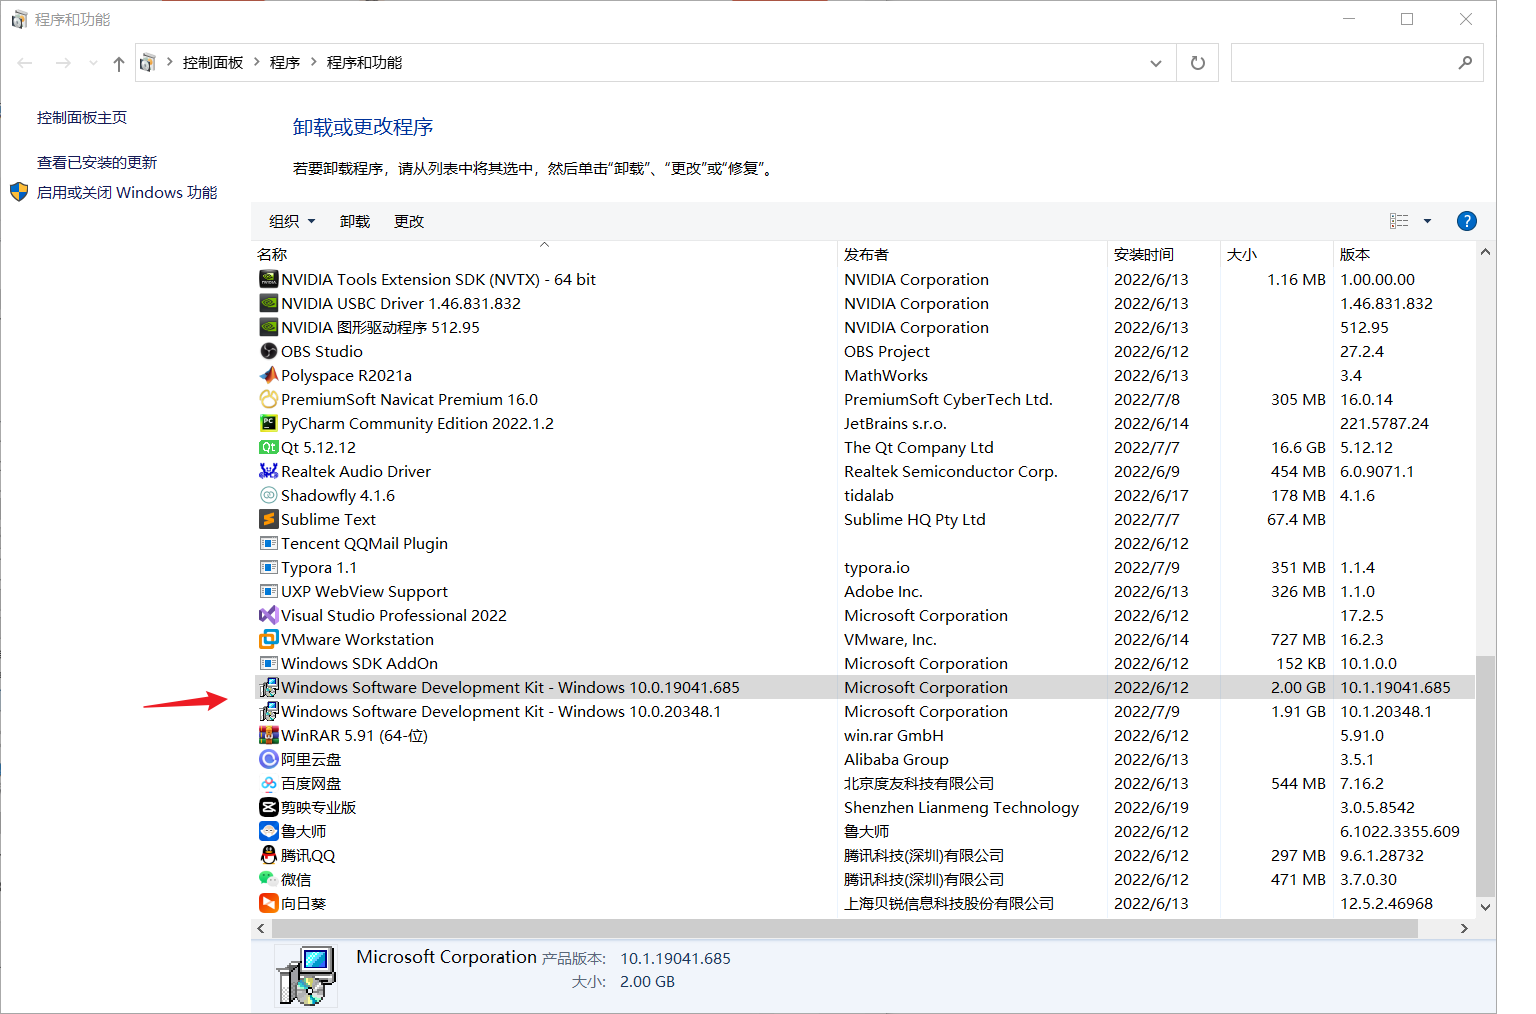 程序和功能
控制面板 程序 程序和功能
控制面板主页
查看已安装的更新
启用或关闭 Windows 功能
卸载或更改程序
若要卸载程序，请从列表中将其选中，然后单击“卸载”、“更改”或“修复”。
组织 卸载 更改
名称 发布者 安装时间 大小 版本
NVIDIA Tools Extension SDK (NVTX) - 64 bit NVIDIA Corporation 2022/6/13 1.16 MB 1.00.00.00
NVIDIA USBC Driver 1.46.831.832 NVIDIA Corporation 2022/6/13 1.46.831.832
NVIDIA 图形驱动程序 512.95 NVIDIA Corporation 2022/6/13 512.95
OBS Studio OBS Project 2022/6/12 27.2.4
Polyspace R2021a MathWorks 2022/6/13 3.4
PremiumSoft Navicat Premium 16.0 PremiumSoft CyberTech Ltd. 2022/7/8 305 MB 16.0.14
PyCharm Community Edition 2022.1.2 JetBrains s.r.o. 2022/6/14 221.5787.24
Qt 5.12.12 The Qt Company Ltd 2022/7/7 16.6 GB 5.12.12
Realtek Audio Driver Realtek Semiconductor Corp. 2022/6/9 454 MB 6.0.9071.1
Shadowfly 4.1.6 tidalab 2022/6/17 178 MB 4.1.6
Sublime Text Sublime HQ Pty Ltd 2022/7/7 67.4 MB
Tencent QQMail Plugin 2022/6/12
Typora 1.1 typora.io 2022/7/9 351 MB 1.1.4
UXP WebView Support Adobe Inc. 2022/6/13 326 MB 1.1.0
Visual Studio Professional 2022 Microsoft Corporation 2022/6/12 17.2.5
VMware Workstation VMware, Inc. 2022/6/14 727 MB 16.2.3
Windows SDK AddOn Microsoft Corporation 2022/6/12 152 KB 10.1.0.0
Windows Software Development Kit - Windows 10.0.19041.685 Microsoft Corporation 2022/6/12 2.00 GB 10.1.19041.685
Windows Software Development Kit - Windows 10.0.20348.1 Microsoft Corporation 2022/7/9 1.91 GB 10.1.20348.1
WinRAR 5.91 (64-位) win.rar GmbH 2022/6/12 5.91.0
阿里云盘 Alibaba Group 2022/6/13 3.5.1
百度网盘 北京度友科技有限公司 2022/6/13 544 MB 7.16.2
剪映专业版 Shenzhen Lianmeng Technology 2022/6/19 3.0.5.8542
鲁大师 鲁大师 2022/6/12 6.1022.3355.609
腾讯QQ 腾讯科技(深圳)有限公司 2022/6/12 297 MB 9.6.1.28732
微信 腾讯科技(深圳)有限公司 2022/6/12 471 MB 3.7.0.30
向日葵 上海贝锐信息科技股份有限公司 2022/6/13 12.5.2.46968
Microsoft Corporation 产品版本: 10.1.19041.685
大小: 2.00 GB